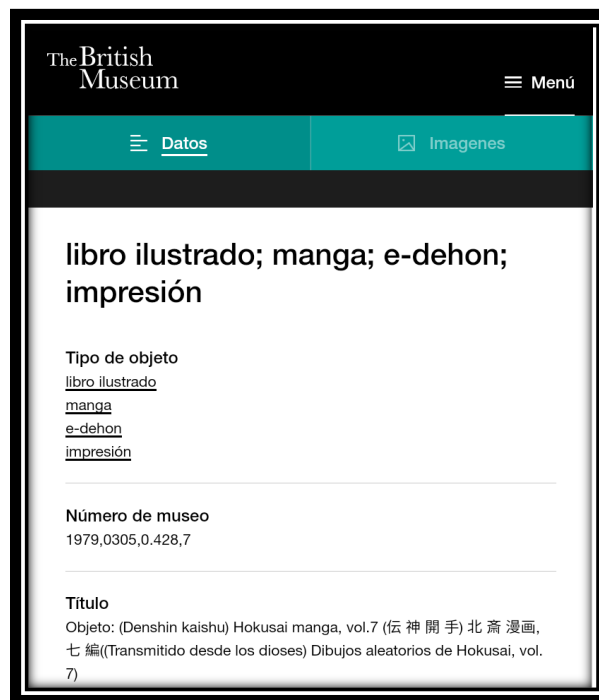 The British
Museum
Menú
Datos
Imagenes
libro ilustrado; manga; e-dehon;
impresión
Tipo de objeto
libro ilustrado
manga
e-dehon
impresión
Número de museo
1979,0305,0.428,7
Título
Objeto: (Denshin kaishu) Hokusai manga, vol.7 (伝 神 開 手) 北 斎 漫画,
七 編((Transmitido desde los dioses) Dibujos aleatorios de Hokusai, vol.
7)